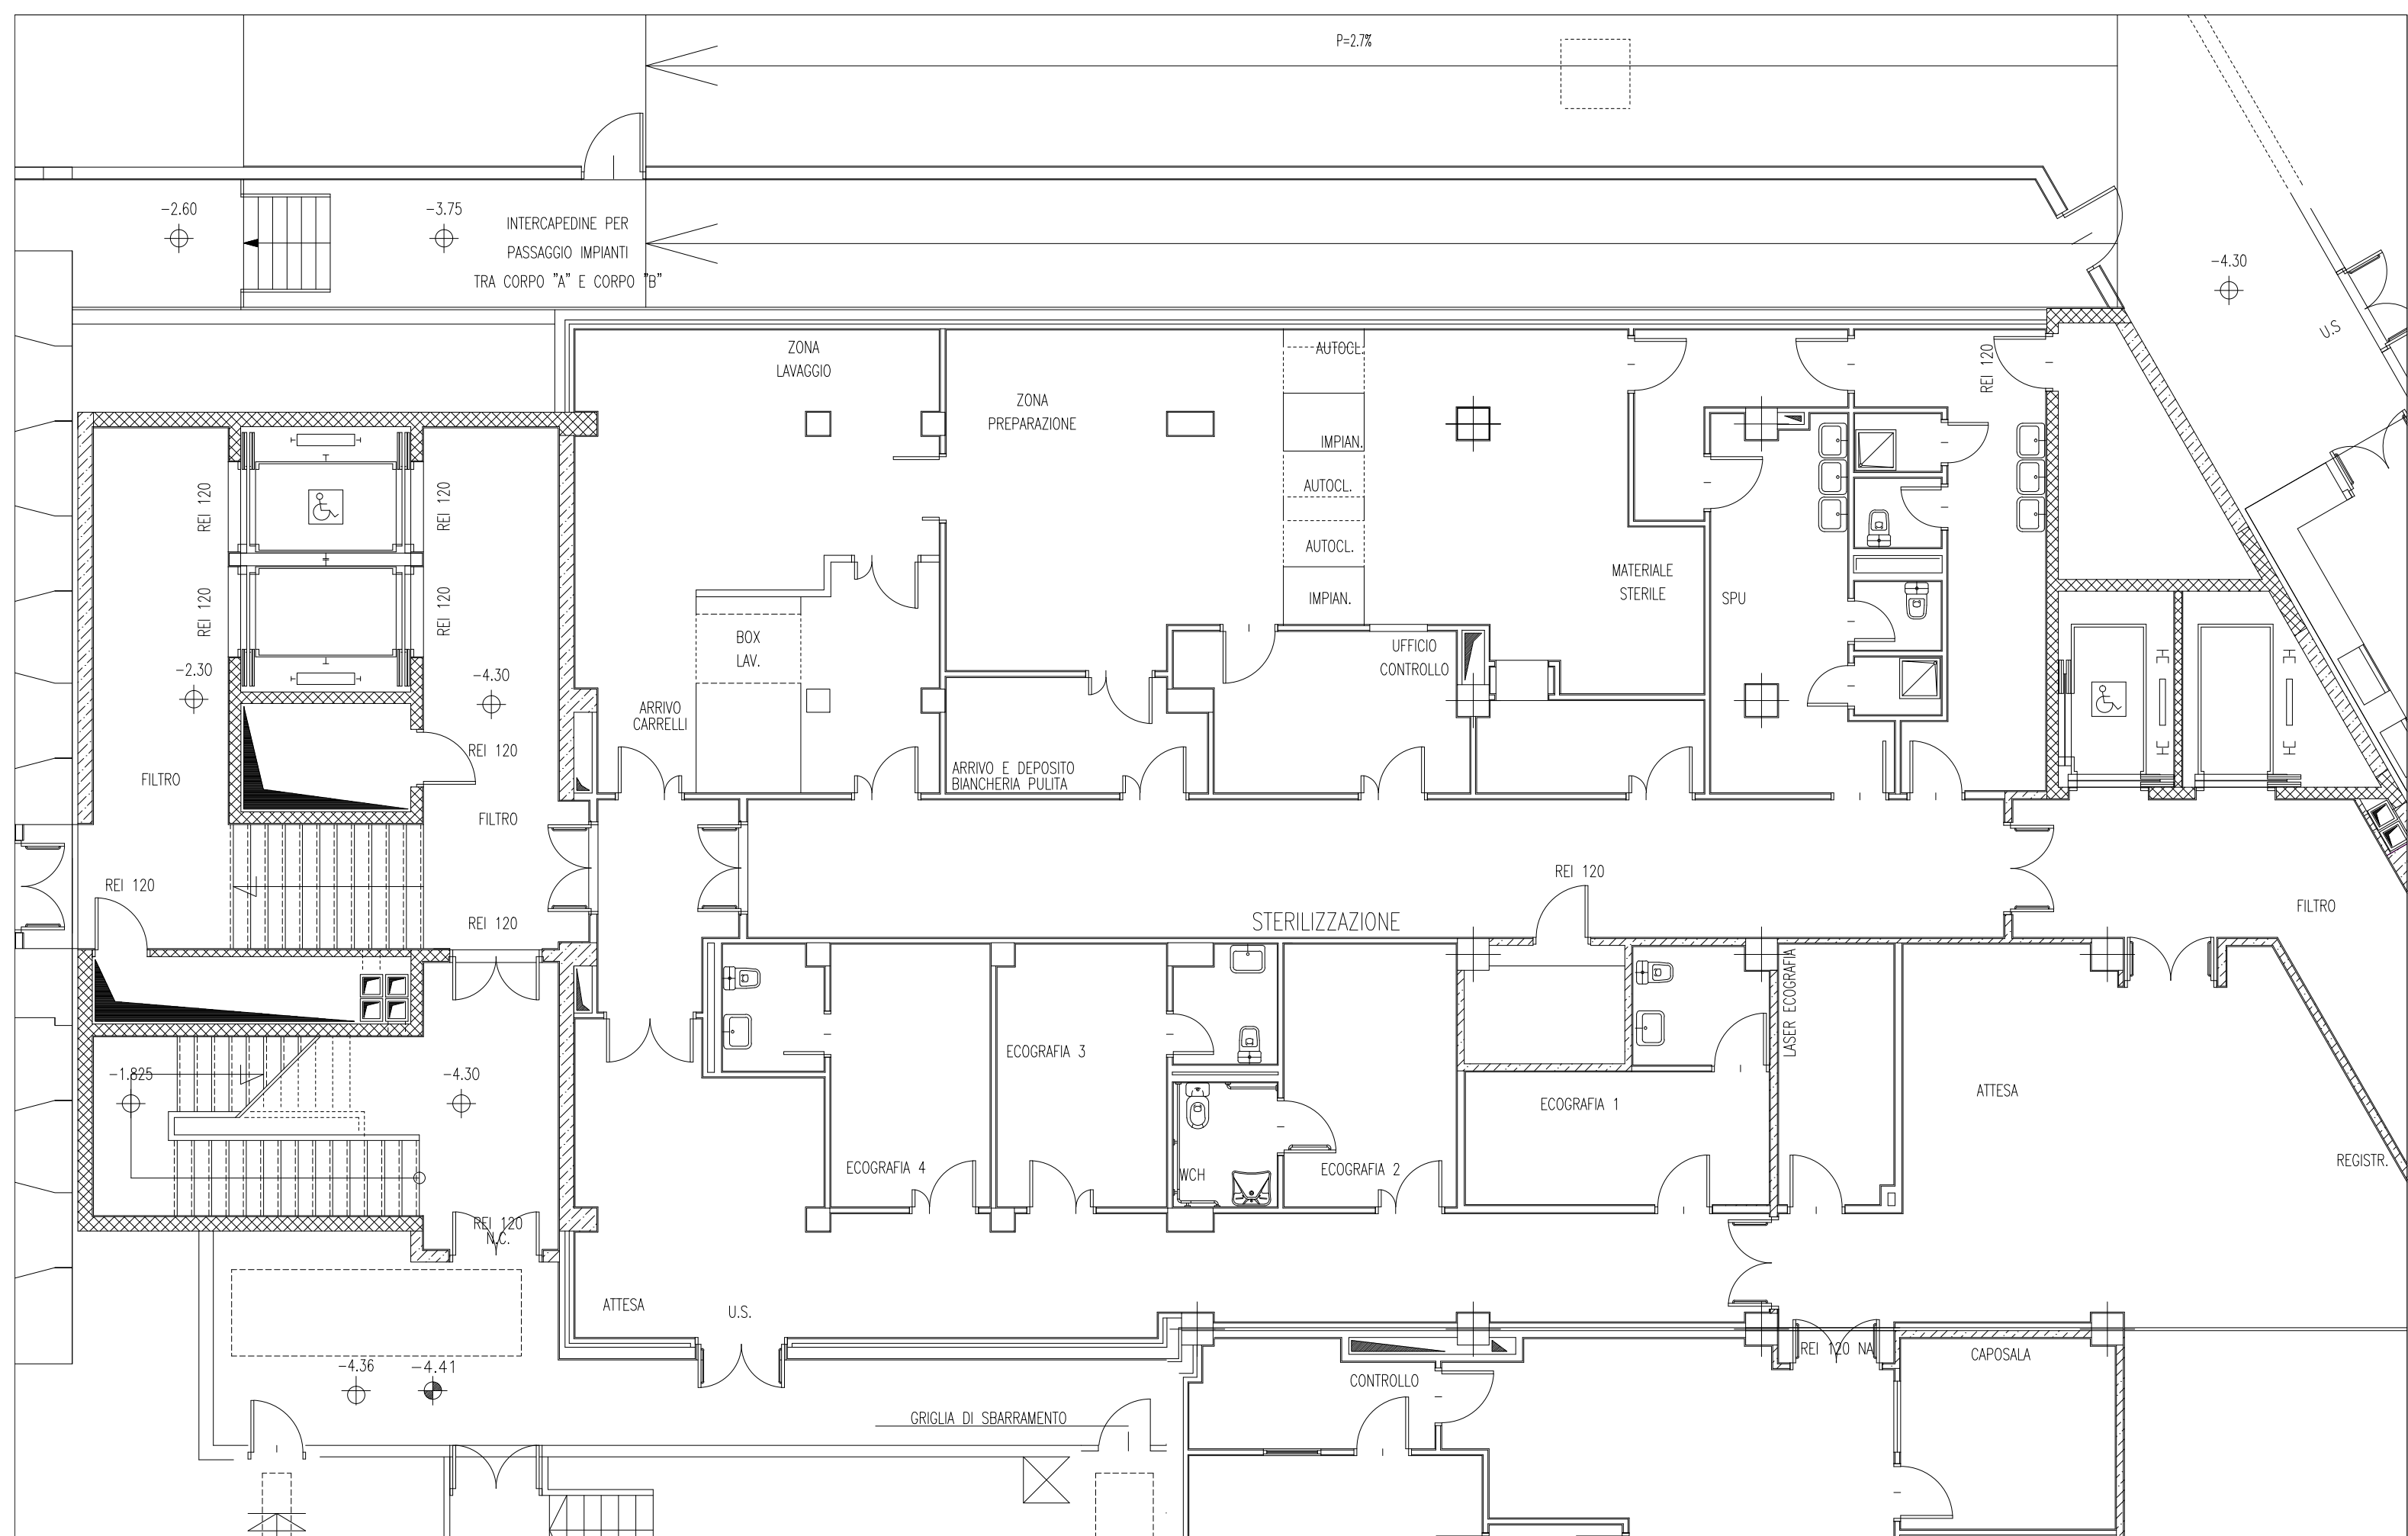 P=2.7%
-2.60
-3.75
INTERCAPEDINE PER
PASSAGGIO IMPIANTI
TRA CORPO "A" E CORPO "B"
-4.30
U.S
ZONA
LAVAGGIO
AUTOCL.
REI 120
ZONA
PREPARAZIONE
IMPIAN.
AUTOCL.
REI 120
REI 120
AUTOCL.
MATERIALE
STERILE
SPU
IMPIAN.
REI 120
REI 120
BOX
LAV.
UFFICIO
CONTROLLO
-2.30
-4.30
ARRIVO
CARRELLI
REI 120
ARRIVO E DEPOSITO
BIANCHERIA PULITA
FILTRO
FILTRO
REI 120
REI 120
REI 120
STERILIZZAZIONE
FILTRO
LASER ECOGRAFIA
ECOGRAFIA 3
-1.825
-4.30
ECOGRAFIA 1
ATTESA
ECOGRAFIA 4
WCH
ECOGRAFIA 2
REGISTR.
REI 120
N.C.
ATTESA
U.S.
REI 120 NA
CAPOSALA
-4.36
-4.41
CONTROLLO
GRIGLIA DI SBARRAMENTO